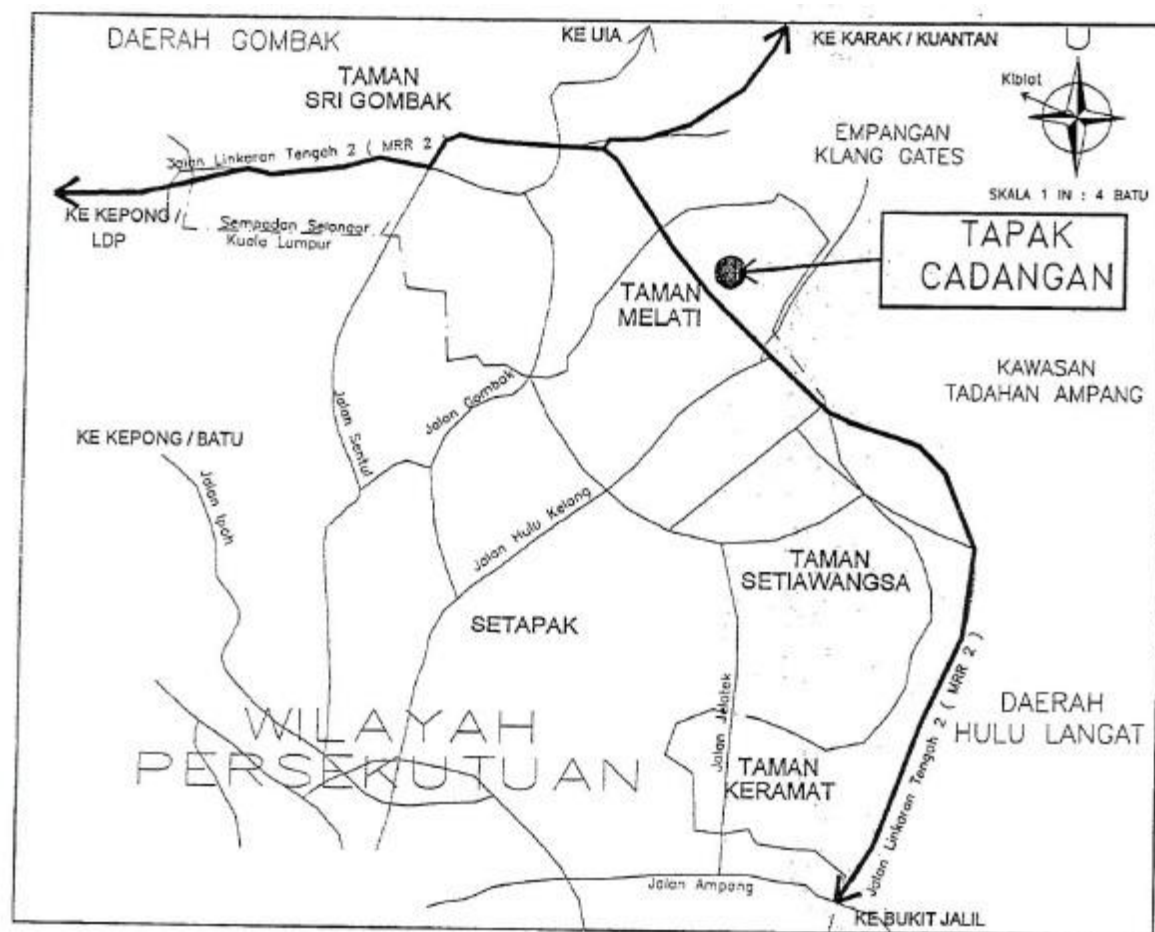 DAERAH GOMBAK
KE UIA
KE KARAK / KUANTAN
TAMAN
SRI GOMBAK
Kiblat
EMPANGAN
KLANG GATES
Jalan Linkaran Tengah 2 ( MRR 2
SKALA 1 IN : 4 BATU
KE KEPONG /
LDP
Sempadan Selangor
Kuala Lumpur
TAPAK
CADANGAN
TAMAN
MELATI
KAWASAN
TADAHAN AMPANG
Jalan Gombak
Jalan Sentul
KE KEPONG / BATU
Jalan Ipoh
Jalan Hulu Kelang
TAMAN
SETIAWANGSA
SETAPAK
Jalan Jelatek
Jalan Linkaran Tengah 2 ( MRR 2 )
DAERAH
HULU LANGAT
WILAYAH
PERSEKUTUAN
TAMAN
KERAMAT
Jalan Ampang
KE BUKIT JALIL